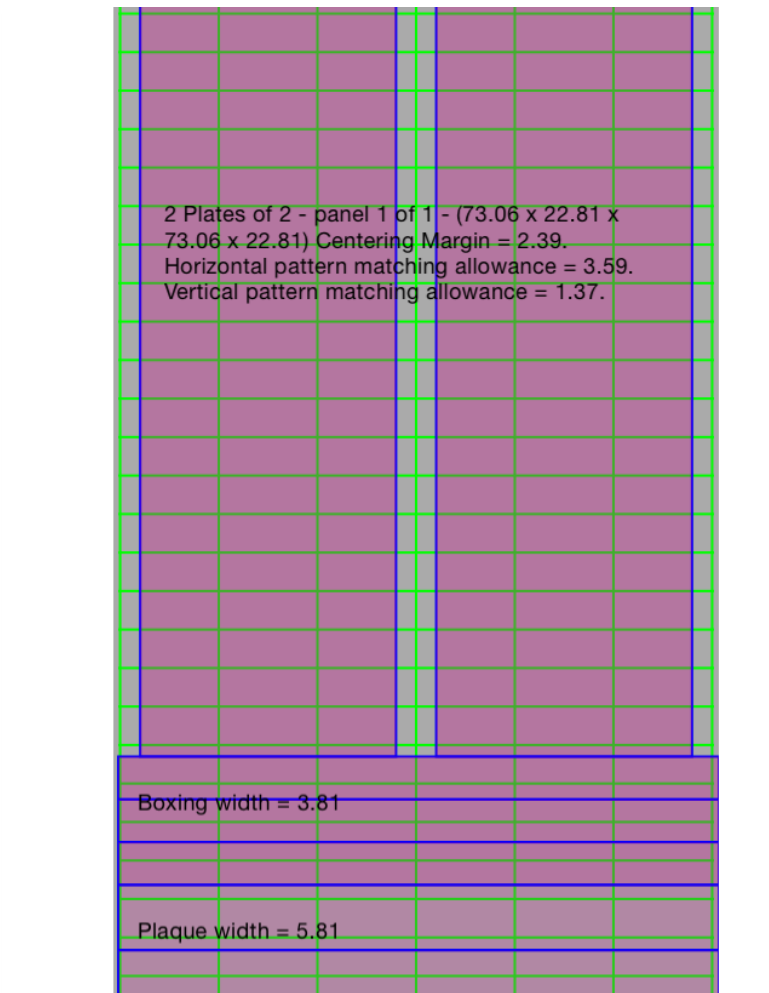 2 Plates of 2 - panel 1 of 1 - (73.06 x 22.81 x
73.06 x 22.81) Centering Margin = 2.39.
Horizontal pattern matching allowance = 3.59.
Vertical pattern matching allowance = 1.37.
Boxing width = 3.81
Plaque width = 5.81